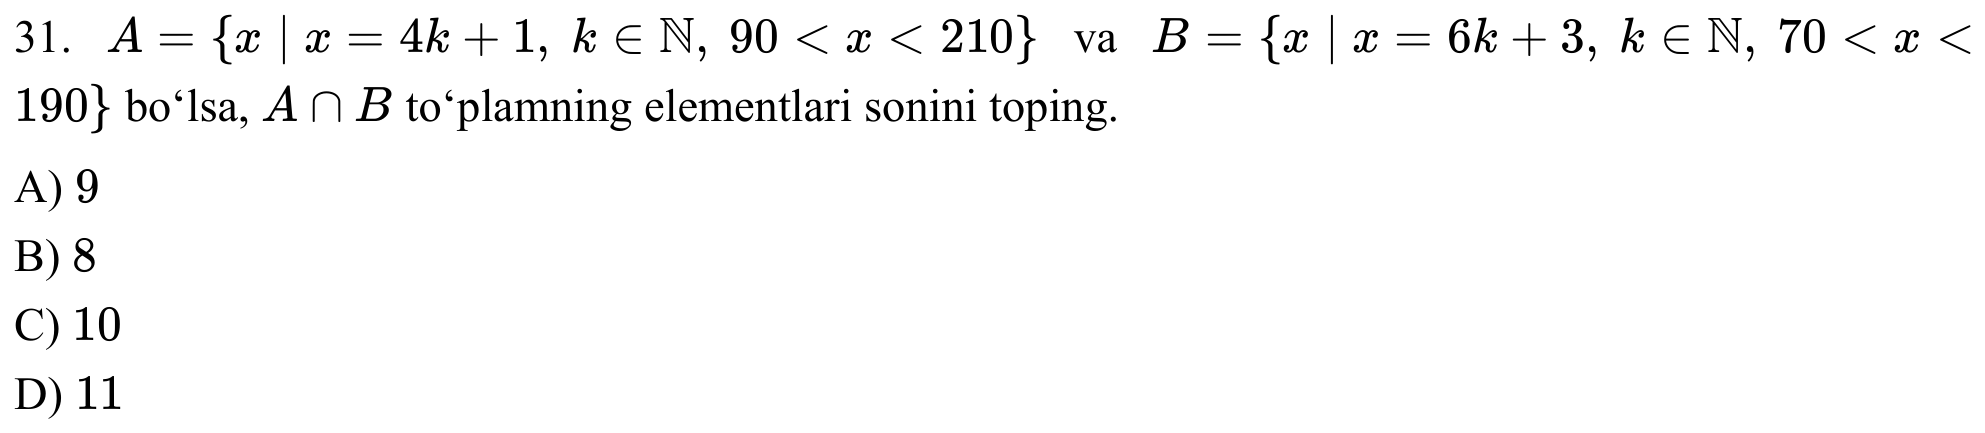 31. A = {x | x = 4k + 1, k ∈ ℕ, 90 < x < 210} va B = {x | x = 6k + 3, k ∈ ℕ, 70 < x <
190} bo‘lsa, A ∩ B to‘plamning elementlari sonini toping.
A) 9
B) 8
C) 10
D) 11